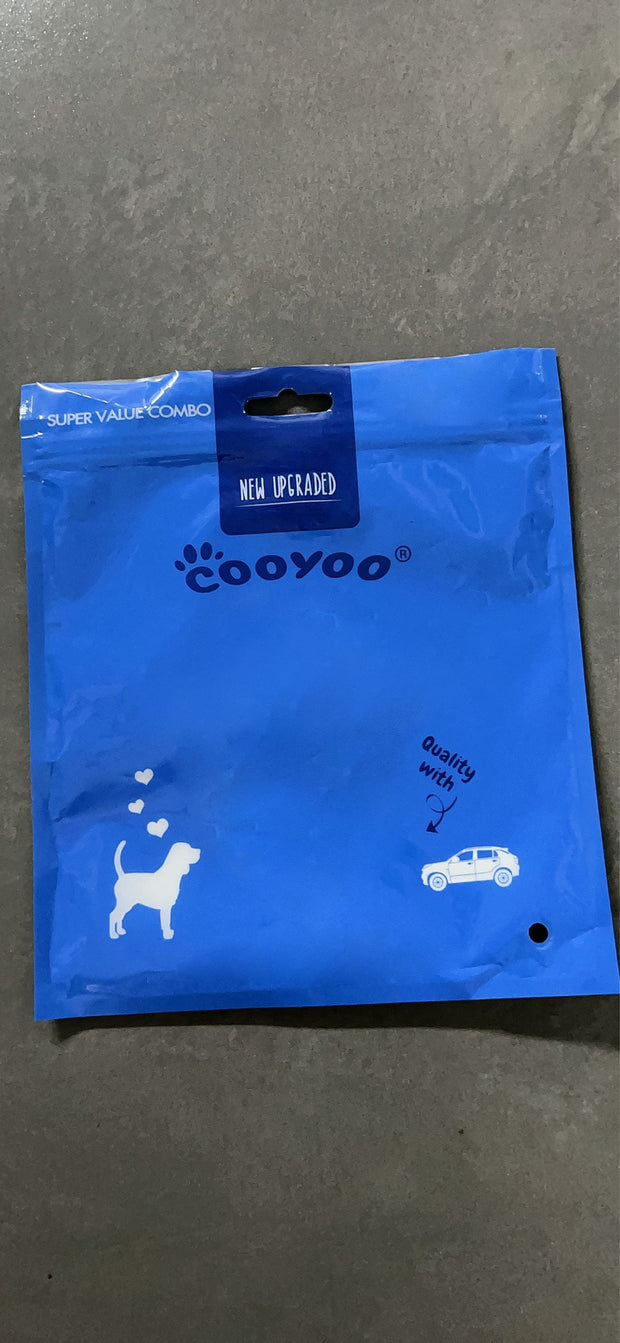 SUPER VALUE COMBO
NEW UPGRADED
COOYOO®
Quality
with